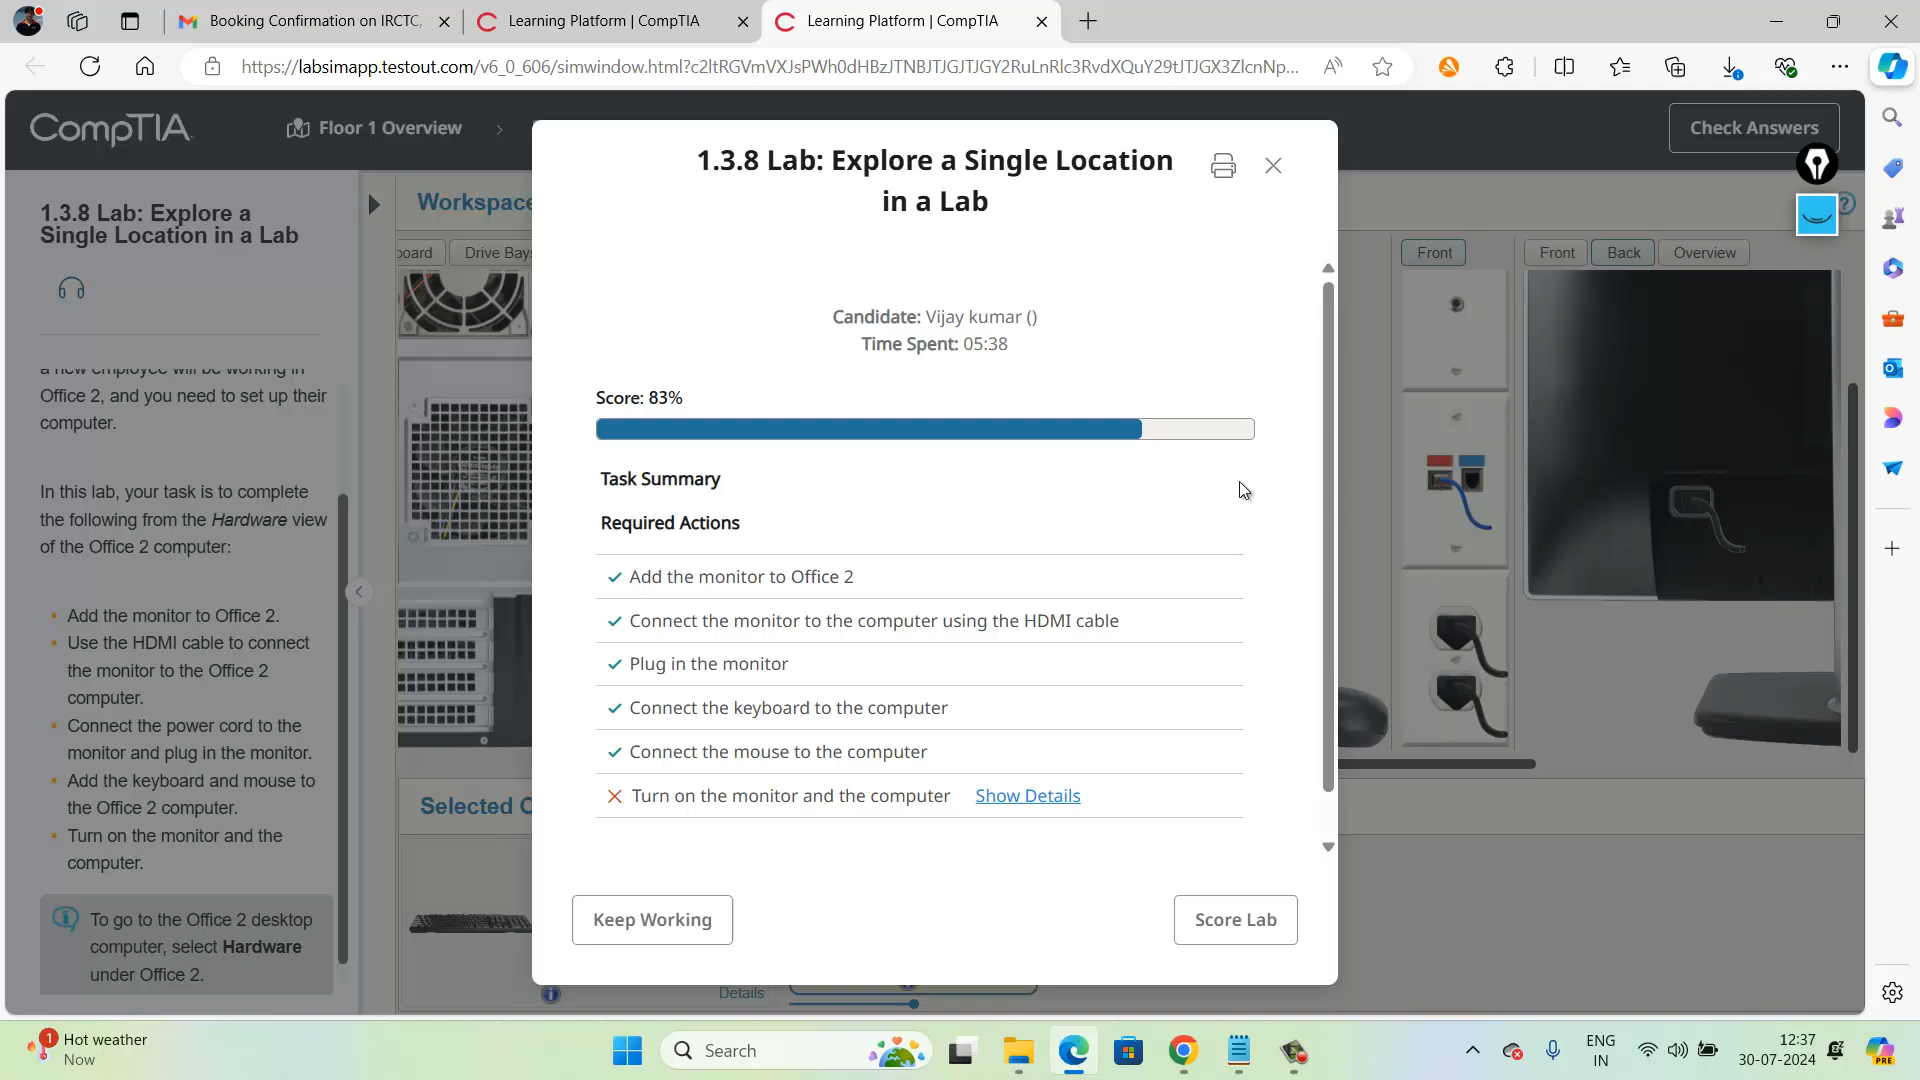 Booking Confirmation on IRCTC,
Learning Platform | CompTIA
Learning Platform | CompTIA
https://labsimapp.testout.com/v6_0_606/simwindow.html?c2ltRGVmVXJsPWh0dHBzJTNBJTJGJTJGY2RuLnRlc3RvdXQuY29tJTJGX3ZlcnNp...
CompTIA
Floor 1 Overview
Check Answers
1.3.8 Lab: Explore a Single Location
in a Lab
1.3.8 Lab: Explore a
Single Location in a Lab
a new employee will be working in
Office 2, and you need to set up their
computer.
In this lab, your task is to complete
the following from the Hardware view
of the Office 2 computer:
Add the monitor to Office 2.
Use the HDMI cable to connect
the monitor to the Office 2
computer.
Connect the power cord to the
monitor and plug in the monitor.
Add the keyboard and mouse to
the Office 2 computer.
Turn on the monitor and the
computer.
To go to the Office 2 desktop
computer, select Hardware
under Office 2.
Workspace
board
Drive Bays
Front
Front
Back
Overview
Selected C
Details
Candidate: Vijay kumar ()
Time Spent: 05:38
Score: 83%
Task Summary
Required Actions
Add the monitor to Office 2
Connect the monitor to the computer using the HDMI cable
Plug in the monitor
Connect the keyboard to the computer
Connect the mouse to the computer
Turn on the monitor and the computer Show Details
Keep Working
Score Lab
1
Hot weather
Now
Search
ENG
IN
12:37
30-07-2024
PRE